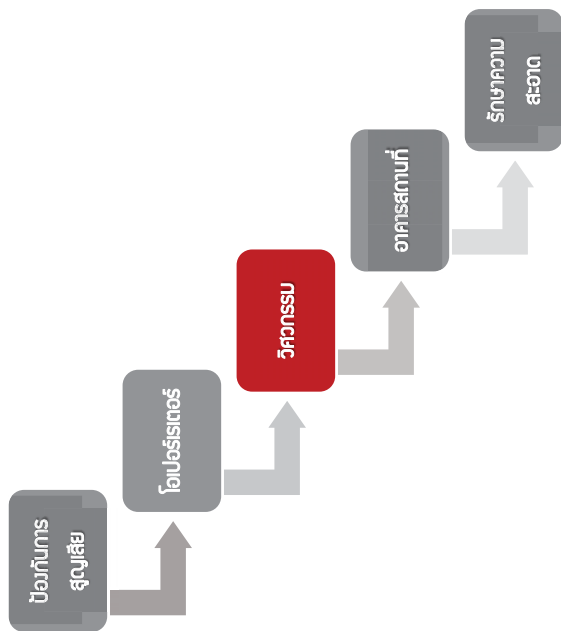 ป้องกันการ
สูญเสีย
โอเปอร์เรเตอร์
วิศวกรรม
อาคารสถานที่
รักษาความ
สะอาด